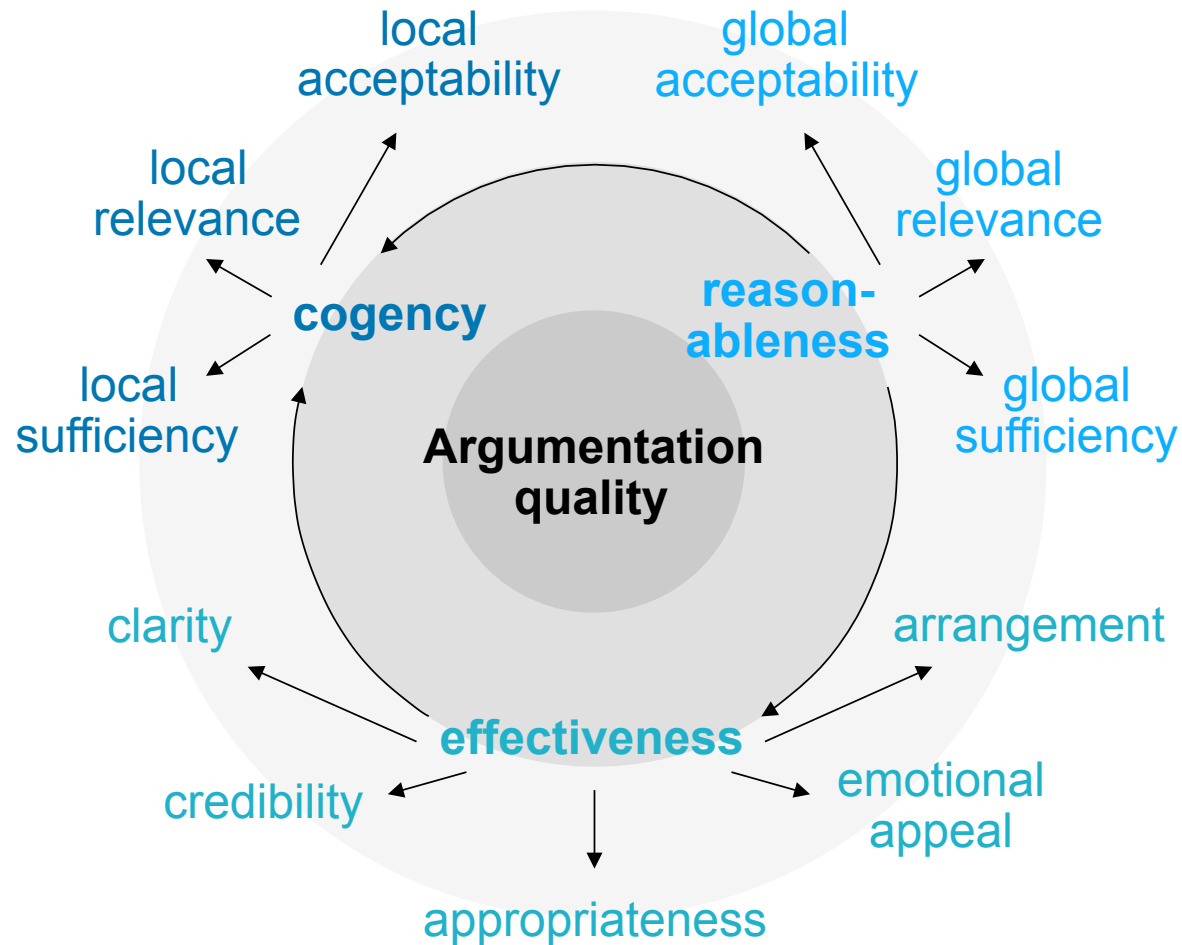 local
acceptability
global
acceptability
local
relevance
global
relevance
cogency
reason-
ableness
local
sufficiency
global
sufficiency
Argumentation
quality
clarity
arrangement
effectiveness
credibility
emotional
appeal
appropriateness